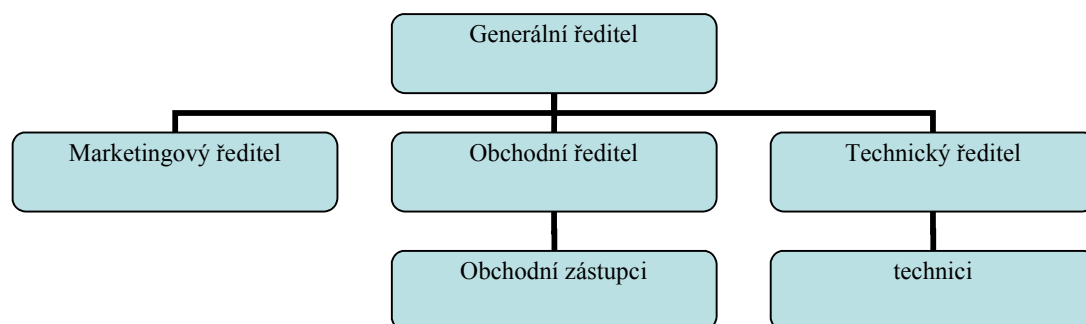 Generální ředitel
Marketingový ředitel
Obchodní ředitel
Technický ředitel
Obchodní zástupci
technici